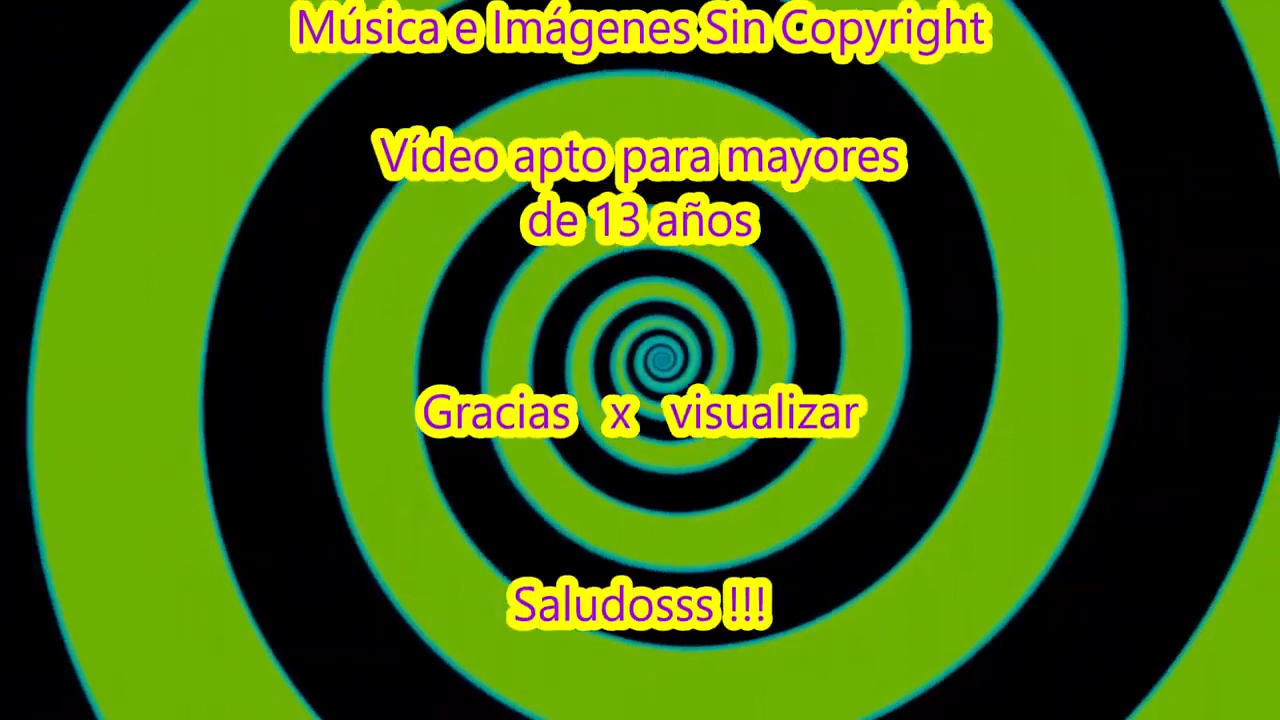 Música e Imágenes Sin Copyright
Vídeo apto para mayores
de 13 años
Gracias x visualizar
Saludosss !!!